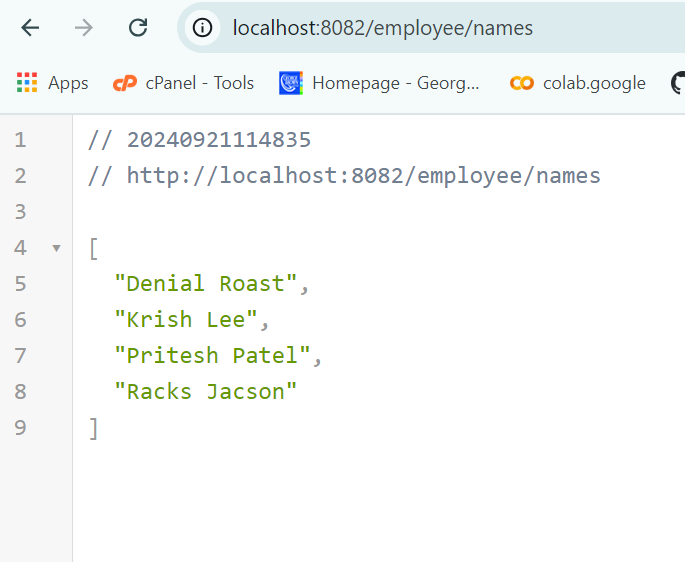 localhost:8082/employee/names
Apps cPanel - Tools Homepage - Georg... colab.google
1 // 20240921114835
2 // http://localhost:8082/employee/names
3
4 [
5 "Denial Roast",
6 "Krish Lee",
7 "Pritesh Patel",
8 "Racks Jacson"
9 ]